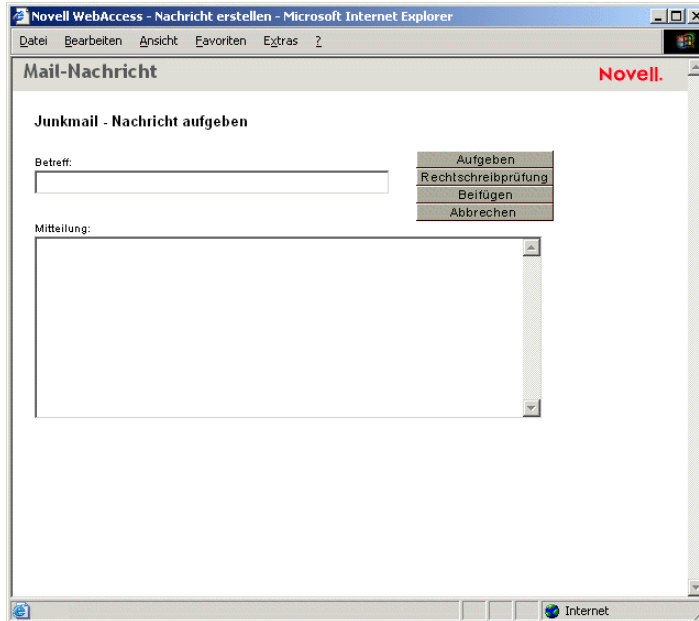 Novell WebAccess - Nachricht erstellen - Microsoft Internet Explorer
Datei Bearbeiten Ansicht Favoriten Extras ?
Mail-Nachricht
Novell.
Junkmail - Nachricht aufgeben
Betreff:
Aufgeben
Rechtschreibprüfung
Beifügen
Abbrechen
Mitteilung:
Internet